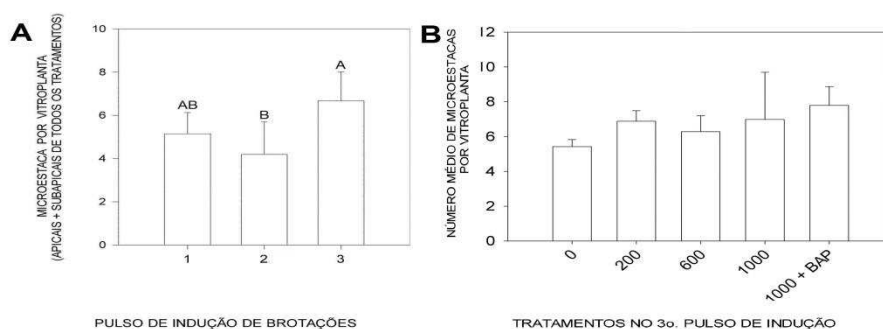 A
MICROESTACA POR VITROPLANTA
(APICAIS + SUBAPICAIS DE TODOS OS TRATAMENTOS)
10
8
6
4
2
0
AB
B
A
1 2 3
PULSO DE INDUÇÃO DE BROTAÇÕES
B
NÚMERO MÉDIO DE MICROESTACAS
POR VITROPLANTA
12
10
8
6
4
2
0
0 200 600 1000 1000 + BAP
TRATAMENTOS NO 3o. PULSO DE INDUÇÃO